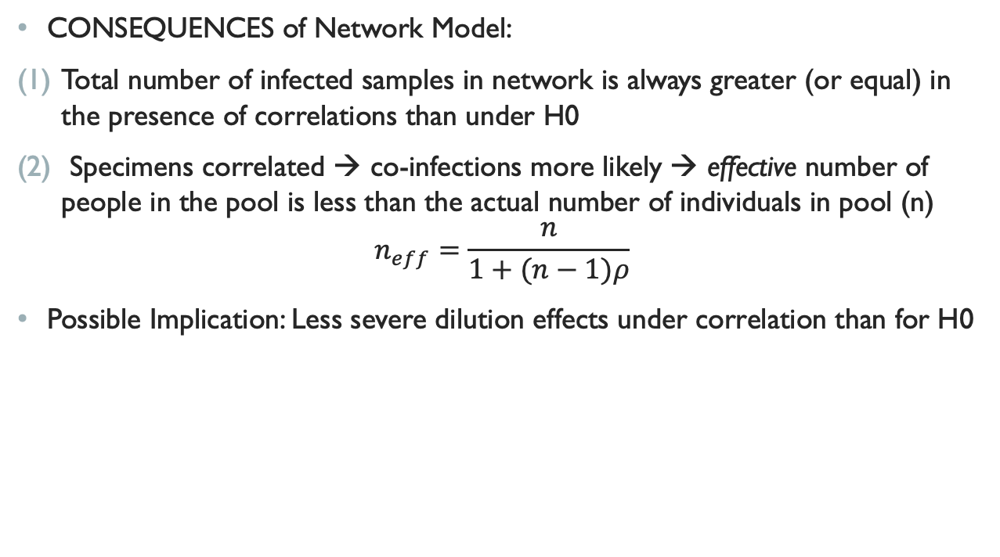 • CONSEQUENCES of Network Model:
(1) Total number of infected samples in network is always greater (or equal) in
the presence of correlations than under H0
(2) Specimens correlated → co-infections more likely → effective number of
people in the pool is less than the actual number of individuals in pool (n)
n_{eff} = \frac{n}{1 + (n − 1)ρ}
• Possible Implication: Less severe dilution effects under correlation than for H0